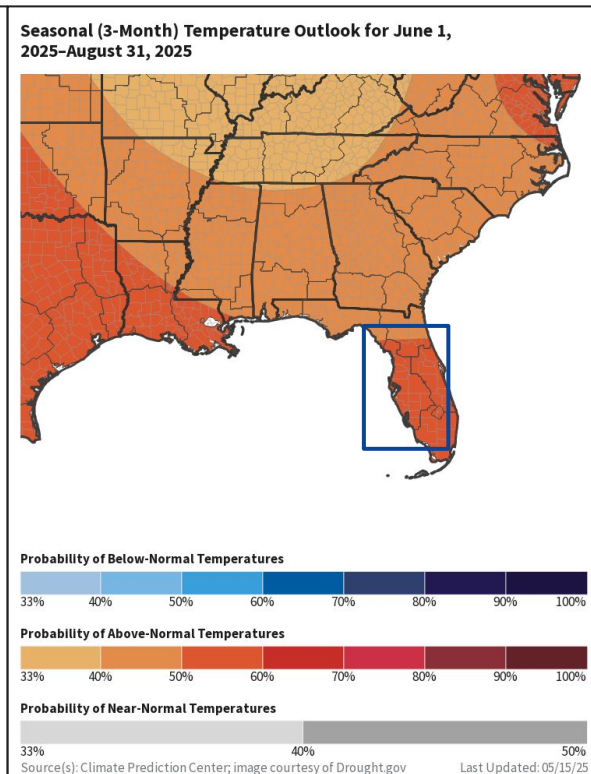 Seasonal (3-Month) Temperature Outlook for June 1,
2025–August 31, 2025
Probability of Below-Normal Temperatures
33% 40% 50% 60% 70% 80% 90% 100%
Probability of Above-Normal Temperatures
33% 40% 50% 60% 70% 80% 90% 100%
Probability of Near-Normal Temperatures
33% 40% 50%
Source(s): Climate Prediction Center; image courtesy of Drought.gov Last Updated: 05/15/25